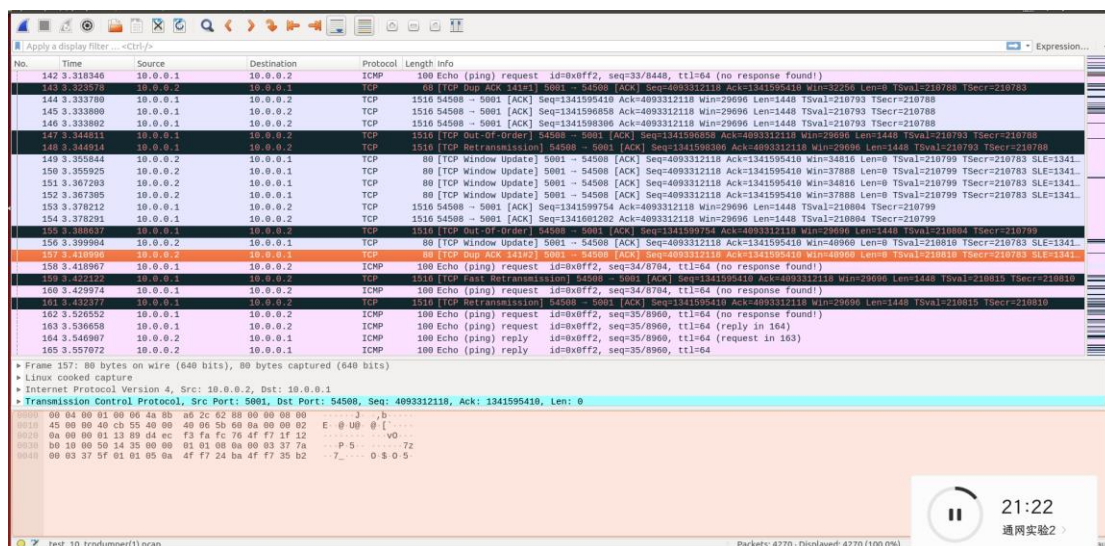 Apply a display filter ... <Ctrl-/>
Expression...
No. Time Source Destination Protocol Length Info
142 3.318346 10.0.0.1 10.0.0.2 ICMP 100 Echo (ping) request id=0x0ff2, seq=33/8448, ttl=64 (no response found!)
143 3.323578 10.0.0.2 10.0.0.1 TCP 68 [TCP Dup ACK 141#1] 5001 → 54508 [ACK] Seq=4093312118 Ack=1341595410 Win=32256 Len=0 TSval=210788 TSecr=210783
144 3.333780 10.0.0.1 10.0.0.2 TCP 1516 54508 → 5001 [ACK] Seq=1341595410 Ack=4093312118 Win=29696 Len=1448 TSval=210793 TSecr=210788
145 3.333800 10.0.0.1 10.0.0.2 TCP 1516 54508 → 5001 [ACK] Seq=1341596858 Ack=4093312118 Win=29696 Len=1448 TSval=210793 TSecr=210788
146 3.333802 10.0.0.1 10.0.0.2 TCP 1516 54508 → 5001 [ACK] Seq=1341598306 Ack=4093312118 Win=29696 Len=1448 TSval=210793 TSecr=210788
147 3.344811 10.0.0.1 10.0.0.2 TCP 1516 [TCP Out-Of-Order] 54508 → 5001 [ACK] Seq=1341596858 Ack=4093312118 Win=29696 Len=1448 TSval=210793 TSecr=210788
148 3.344914 10.0.0.1 10.0.0.2 TCP 1516 [TCP Retransmission] 54508 → 5001 [ACK] Seq=1341598306 Ack=4093312118 Win=29696 Len=1448 TSval=210793 TSecr=210788
149 3.355844 10.0.0.2 10.0.0.1 TCP 80 [TCP Window Update] 5001 → 54508 [ACK] Seq=4093312118 Ack=1341595410 Win=34816 Len=0 TSval=210799 TSecr=210783 SLE=1341…
150 3.355925 10.0.0.2 10.0.0.1 TCP 80 [TCP Window Update] 5001 → 54508 [ACK] Seq=4093312118 Ack=1341595410 Win=37888 Len=0 TSval=210799 TSecr=210783 SLE=1341…
151 3.367203 10.0.0.2 10.0.0.1 TCP 80 [TCP Window Update] 5001 → 54508 [ACK] Seq=4093312118 Ack=1341595410 Win=34816 Len=0 TSval=210799 TSecr=210783 SLE=1341…
152 3.367305 10.0.0.2 10.0.0.1 TCP 80 [TCP Window Update] 5001 → 54508 [ACK] Seq=4093312118 Ack=1341595410 Win=37888 Len=0 TSval=210799 TSecr=210783 SLE=1341…
153 3.378212 10.0.0.1 10.0.0.2 TCP 1516 54508 → 5001 [ACK] Seq=1341599754 Ack=4093312118 Win=29696 Len=1448 TSval=210804 TSecr=210799
154 3.378291 10.0.0.1 10.0.0.2 TCP 1516 54508 → 5001 [ACK] Seq=1341601202 Ack=4093312118 Win=29696 Len=1448 TSval=210804 TSecr=210799
155 3.388637 10.0.0.1 10.0.0.2 TCP 1516 [TCP Out-Of-Order] 54508 → 5001 [ACK] Seq=1341599754 Ack=4093312118 Win=29696 Len=1448 TSval=210804 TSecr=210799
156 3.399904 10.0.0.2 10.0.0.1 TCP 80 [TCP Window Update] 5001 → 54508 [ACK] Seq=4093312118 Ack=1341595410 Win=40960 Len=0 TSval=210810 TSecr=210783 SLE=1341…
157 3.410996 10.0.0.2 10.0.0.1 TCP 80 [TCP Dup ACK 141#2] 5001 → 54508 [ACK] Seq=4093312118 Ack=1341595410 Win=40960 Len=0 TSval=210810 TSecr=210783 SLE=1341…
158 3.418967 10.0.0.1 10.0.0.2 ICMP 100 Echo (ping) request id=0x0ff2, seq=34/8704, ttl=64 (no response found!)
159 3.422122 10.0.0.1 10.0.0.2 TCP 1516 [TCP Fast Retransmission] 54508 → 5001 [ACK] Seq=1341595410 Ack=4093312118 Win=29696 Len=1448 TSval=210815 TSecr=210810
160 3.429974 10.0.0.1 10.0.0.2 ICMP 100 Echo (ping) request id=0x0ff2, seq=34/8704, ttl=64 (no response found!)
161 3.432377 10.0.0.1 10.0.0.2 TCP 1516 [TCP Retransmission] 54508 → 5001 [ACK] Seq=1341595410 Ack=4093312118 Win=29696 Len=1448 TSval=210815 TSecr=210810
162 3.526552 10.0.0.1 10.0.0.2 ICMP 100 Echo (ping) request id=0x0ff2, seq=35/8960, ttl=64 (no response found!)
163 3.536658 10.0.0.1 10.0.0.2 ICMP 100 Echo (ping) request id=0x0ff2, seq=35/8960, ttl=64 (reply in 164)
164 3.546907 10.0.0.2 10.0.0.1 ICMP 100 Echo (ping) reply id=0x0ff2, seq=35/8960, ttl=64 (request in 163)
165 3.557072 10.0.0.2 10.0.0.1 ICMP 100 Echo (ping) reply id=0x0ff2, seq=35/8960, ttl=64
Frame 157: 80 bytes on wire (640 bits), 80 bytes captured (640 bits)
Linux cooked capture
Internet Protocol Version 4, Src: 10.0.0.2, Dst: 10.0.0.1
Transmission Control Protocol, Src Port: 5001, Dst Port: 54508, Seq: 4093312118, Ack: 1341595410, Len: 0
0000 00 04 00 01 00 06 4a 8b a6 2c 62 88 00 00 08 00 ······J· ·,b·····
0010 45 00 00 40 cb 55 40 00 40 06 5b 60 0a 00 00 02 E··@·U@· @·[`····
0020 0a 00 00 01 13 89 d4 ec f3 fa fc 76 4f f7 1f 12 ········ ···vO···
0030 b0 10 00 50 14 35 00 00 01 01 08 0a 00 03 37 7a ···P·5·· ······7z
0040 00 03 37 5f 01 01 05 0a 4f f7 24 ba 4f f7 35 b2 ··7_···· O·$·O·5·
21:22
通网实验2
test_10_tcpdumper(1).pcap
Packets: 4270 · Displayed: 4270 (100.0%)